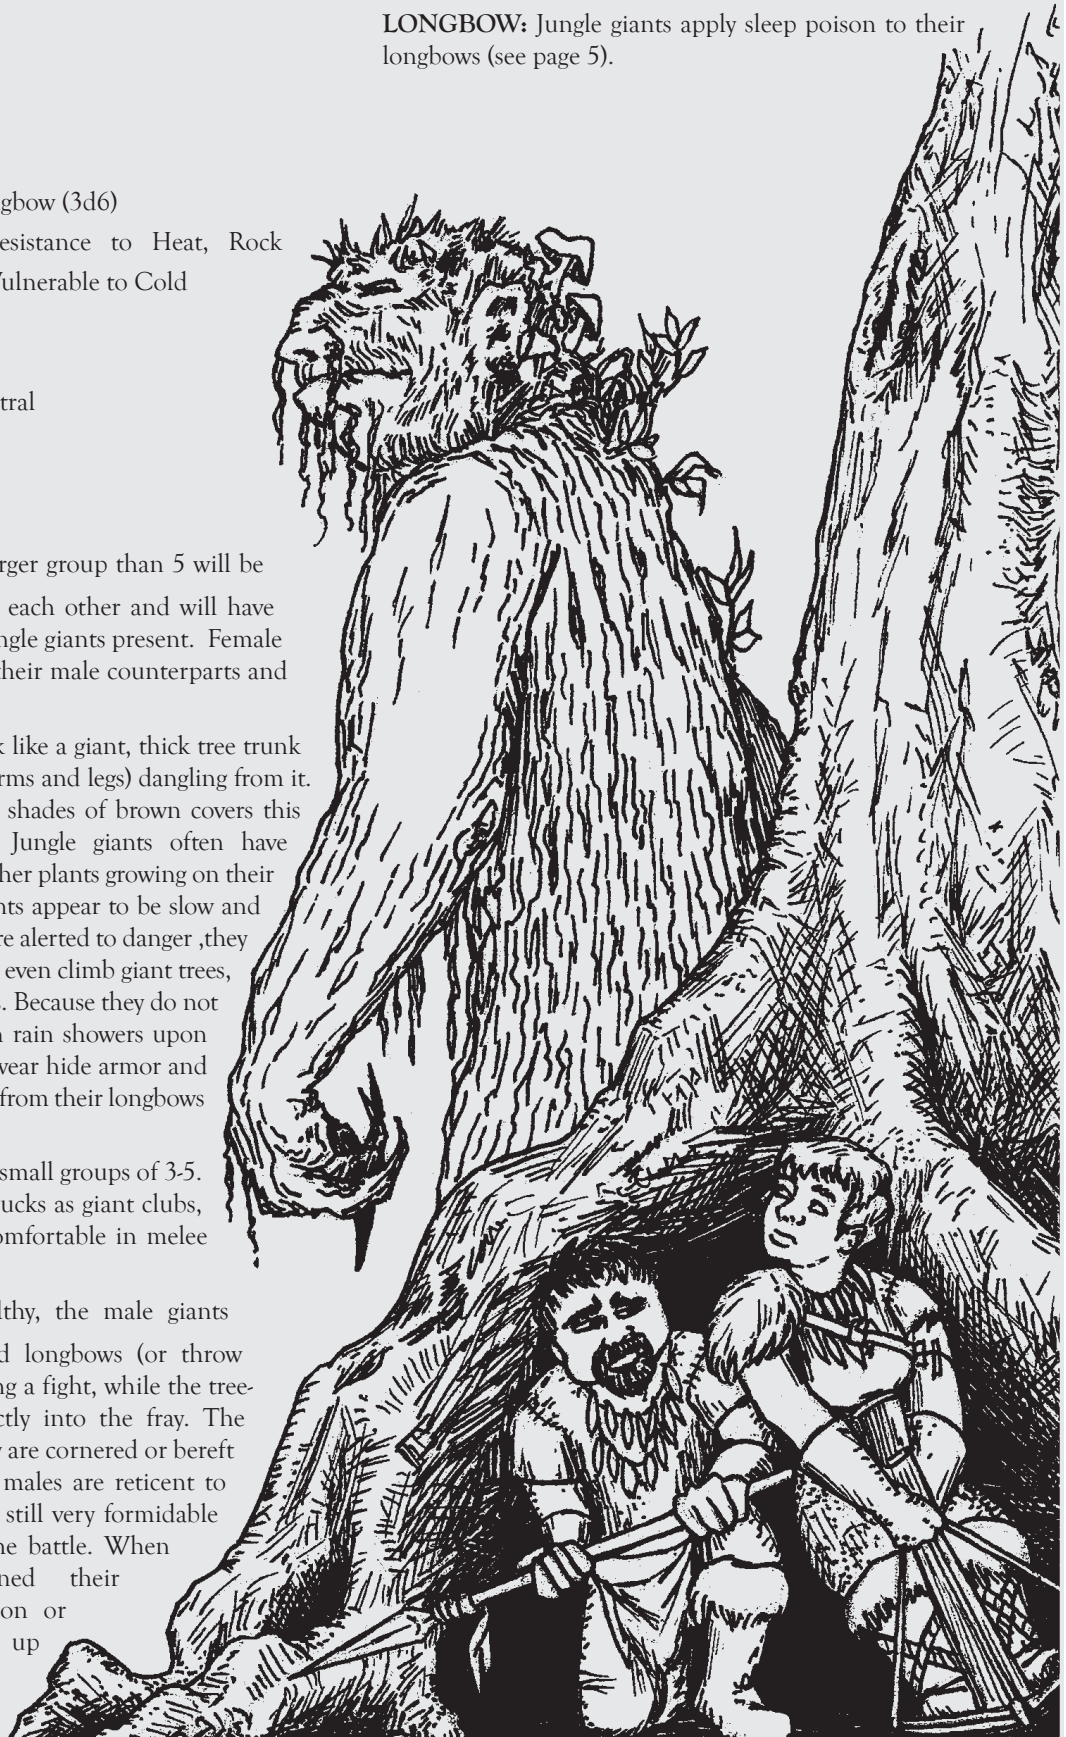 LONGBOW: Jungle giants apply sleep poison to their
longbows (see page 5).
gbow (3d6)
esistance to Heat, Rock
ulnerable to Cold
tral
rger group than 5 will be
each other and will have
ngle giants present. Female
their male counterparts and
k like a giant, thick tree trunk
rms and legs) dangling from it.
shades of brown covers this
Jungle giants often have
her plants growing on their
nts appear to be slow and
re alerted to danger ,they
even climb giant trees,
s. Because they do not
n rain showers upon
wear hide armor and
from their longbows
small groups of 3-5.
ucks as giant clubs,
omfortable in melee
lthy, the male giants
d longbows (or throw
ng a fight, while the tree-
ctly into the fray. The
y are cornered or bereft
males are reticent to
still very formidable
ne battle. When
ned their
on or
up